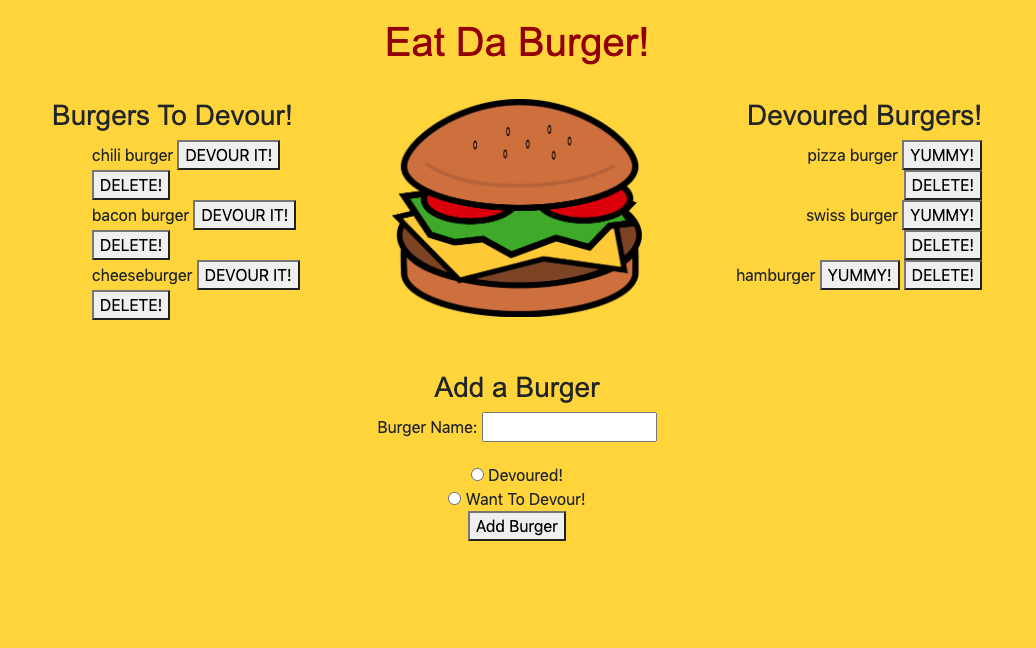 Eat Da Burger!
Burgers To Devour!
chili burger DEVOUR IT!
DELETE!
bacon burger DEVOUR IT!
DELETE!
cheeseburger DEVOUR IT!
DELETE!
Devoured Burgers!
pizza burger YUMMY!
DELETE!
swiss burger YUMMY!
DELETE!
hamburger YUMMY! DELETE!
Add a Burger
Burger Name:
Devoured!
Want To Devour!
Add Burger